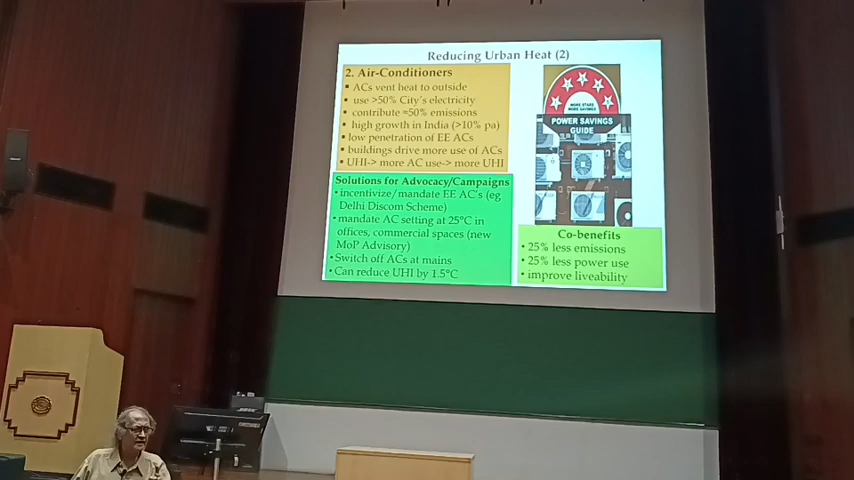 Reducing Urban Heat (2)
2. Air-Conditioners
▪ ACs vent heat to outside
▪ use >50% City's electricity
▪ contribute ≈50% emissions
▪ high growth in India (>10% pa)
▪ low penetration of EE ACs
▪ buildings drive more use of ACs
▪ UHI-> more AC use-> more UHI
Solutions for Advocacy/Campaigns
• incentivize/mandate EE AC's (eg
Delhi Discom Scheme)
• mandate AC setting at 25°C in
offices, commercial spaces (new
MoP Advisory)
• Switch off ACs at mains
• Can reduce UHI by 1.5°C
MORE STARS
MORE SAVINGS
POWER SAVINGS
GUIDE
Co-benefits
• 25% less emissions
• 25% less power use
• improve liveability